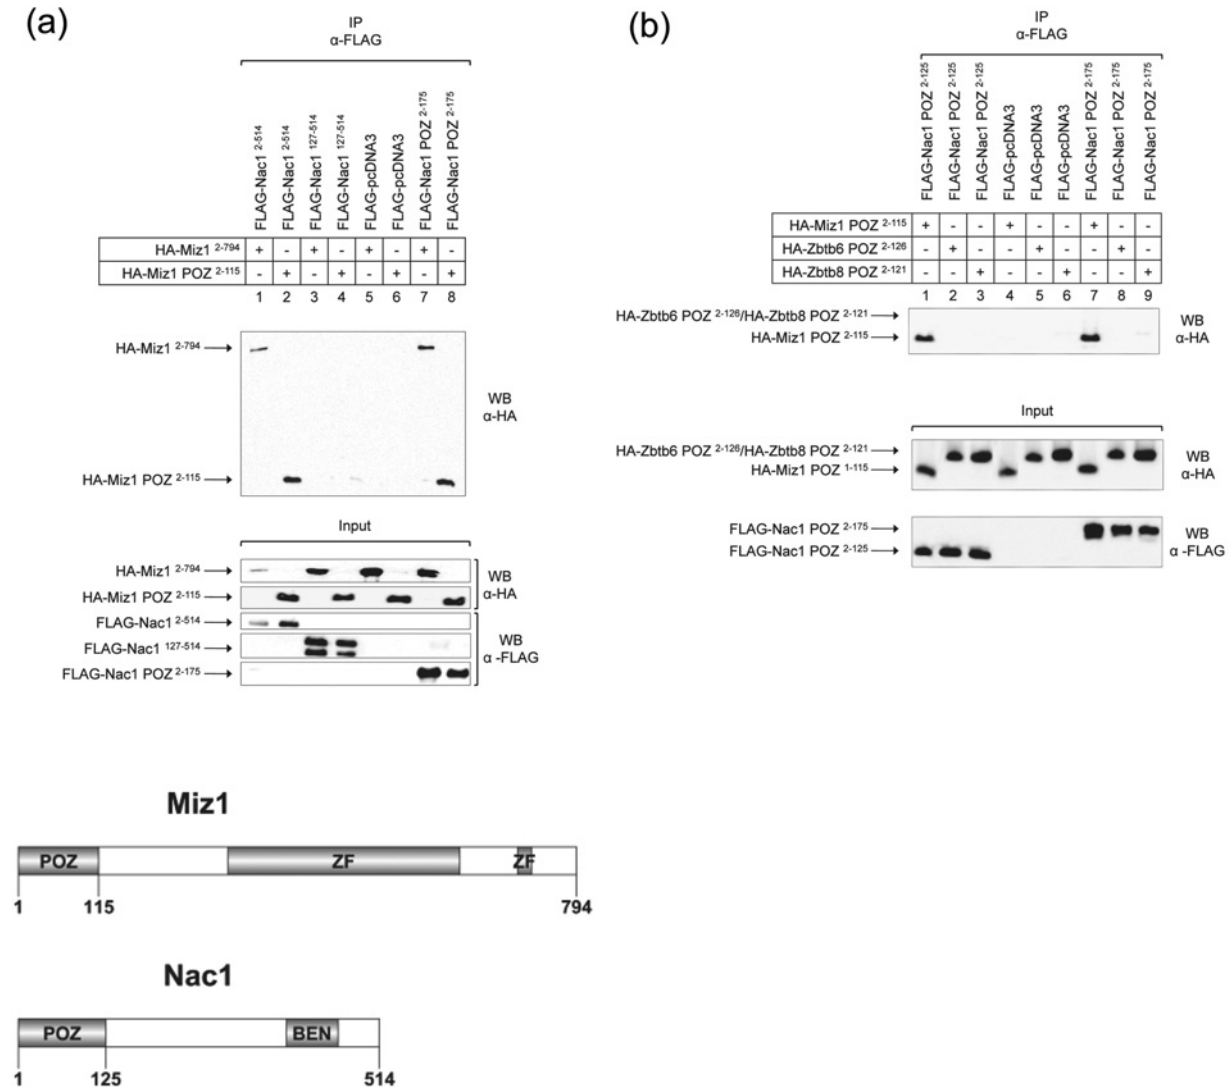 (a)
IP
α-FLAG
FLAG-Nac1 2-514
FLAG-Nac1 2-514
FLAG-Nac1 127-514
FLAG-Nac1 127-514
FLAG-pcDNA3
FLAG-pcDNA3
FLAG-Nac1 POZ 2-175
FLAG-Nac1 POZ 2-175
HA-Miz1 2-794 + - + - + - + -
HA-Miz1 POZ 2-115 - + - + - + - +
1 2 3 4 5 6 7 8
HA-Miz1 2-794
WB
α-HA
HA-Miz1 POZ 2-115
Input
HA-Miz1 2-794
HA-Miz1 POZ 2-115
WB
α-HA
FLAG-Nac1 2-514
FLAG-Nac1 127-514
FLAG-Nac1 POZ 2-175
WB
α -FLAG
(b)
IP
α-FLAG
FLAG-Nac1 POZ 2-125
FLAG-Nac1 POZ 2-125
FLAG-Nac1 POZ 2-125
FLAG-pcDNA3
FLAG-pcDNA3
FLAG-pcDNA3
FLAG-Nac1 POZ 2-175
FLAG-Nac1 POZ 2-175
FLAG-Nac1 POZ 2-175
HA-Miz1 POZ 2-115 + - - + - - + - -
HA-Zbtb6 POZ 2-126 - + - - + - - + -
HA-Zbtb8 POZ 2-121 - - + - - + - - +
1 2 3 4 5 6 7 8 9
HA-Zbtb6 POZ 2-126/HA-Zbtb8 POZ 2-121
HA-Miz1 POZ 2-115
WB
α-HA
Input
HA-Zbtb6 POZ 2-126/HA-Zbtb8 POZ 2-121
HA-Miz1 POZ 1-115
WB
α-HA
FLAG-Nac1 POZ 2-175
FLAG-Nac1 POZ 2-125
WB
α -FLAG
Miz1
POZ ZF ZF
1 115 794
Nac1
POZ BEN
1 125 514